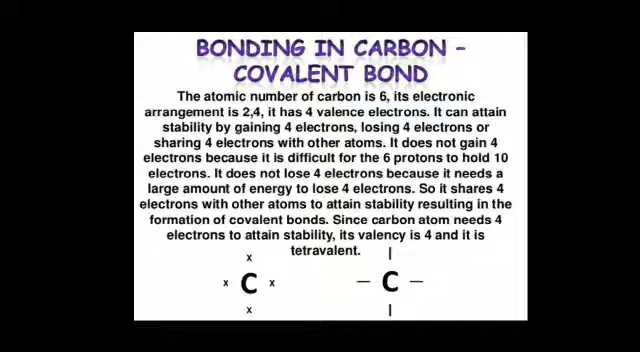 BONDING IN CARBON –
COVALENT BOND
The atomic number of carbon is 6, its electronic
arrangement is 2,4, it has 4 valence electrons. It can attain
stability by gaining 4 electrons, losing 4 electrons or
sharing 4 electrons with other atoms. It does not gain 4
electrons because it is difficult for the 6 protons to hold 10
electrons. It does not lose 4 electrons because it needs a
large amount of energy to lose 4 electrons. So it shares 4
electrons with other atoms to attain stability resulting in the
formation of covalent bonds. Since carbon atom needs 4
electrons to attain stability, its valency is 4 and it is
tetravalent.
x |
x C x — C —
x |